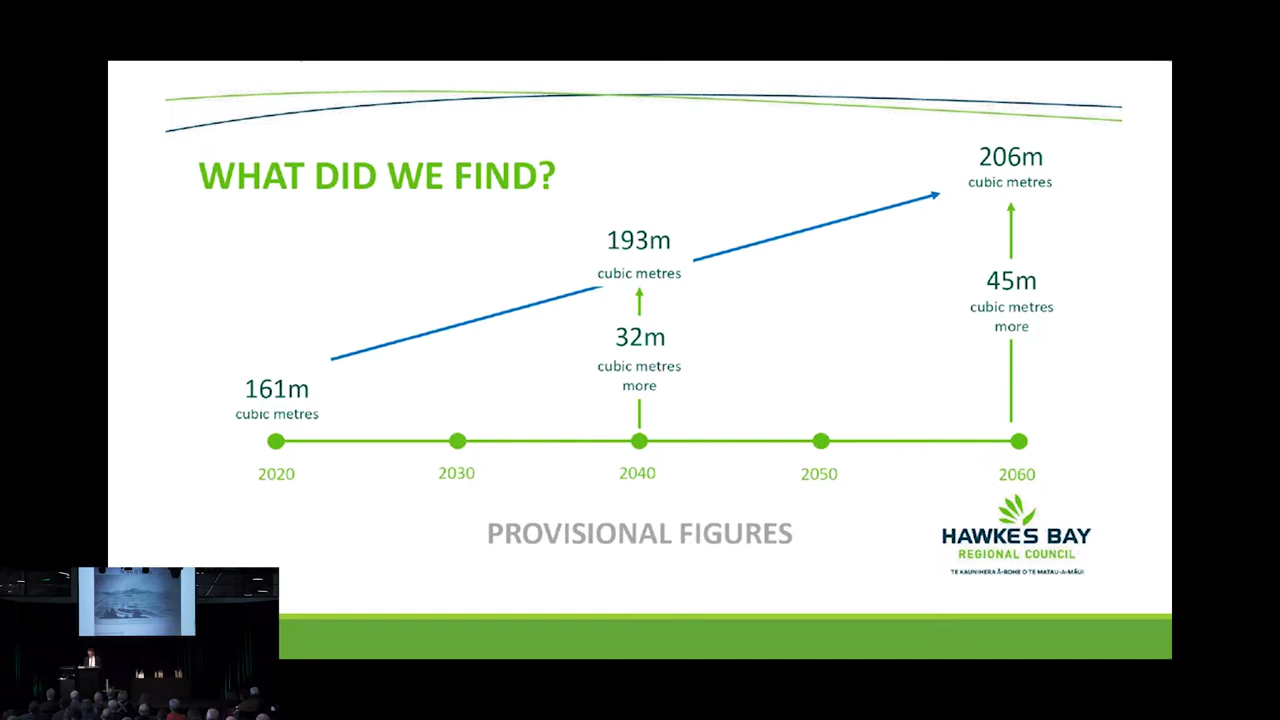 WHAT DID WE FIND?
206m
cubic metres
193m
cubic metres
45m
cubic metres
more
32m
cubic metres
more
161m
cubic metres
2020
2030
2040
2050
2060
PROVISIONAL FIGURES
HAWKE'S BAY
REGIONAL COUNCIL
TE KAUNIHERA Ā-ROHE O TE MATAU-A-MĀUI